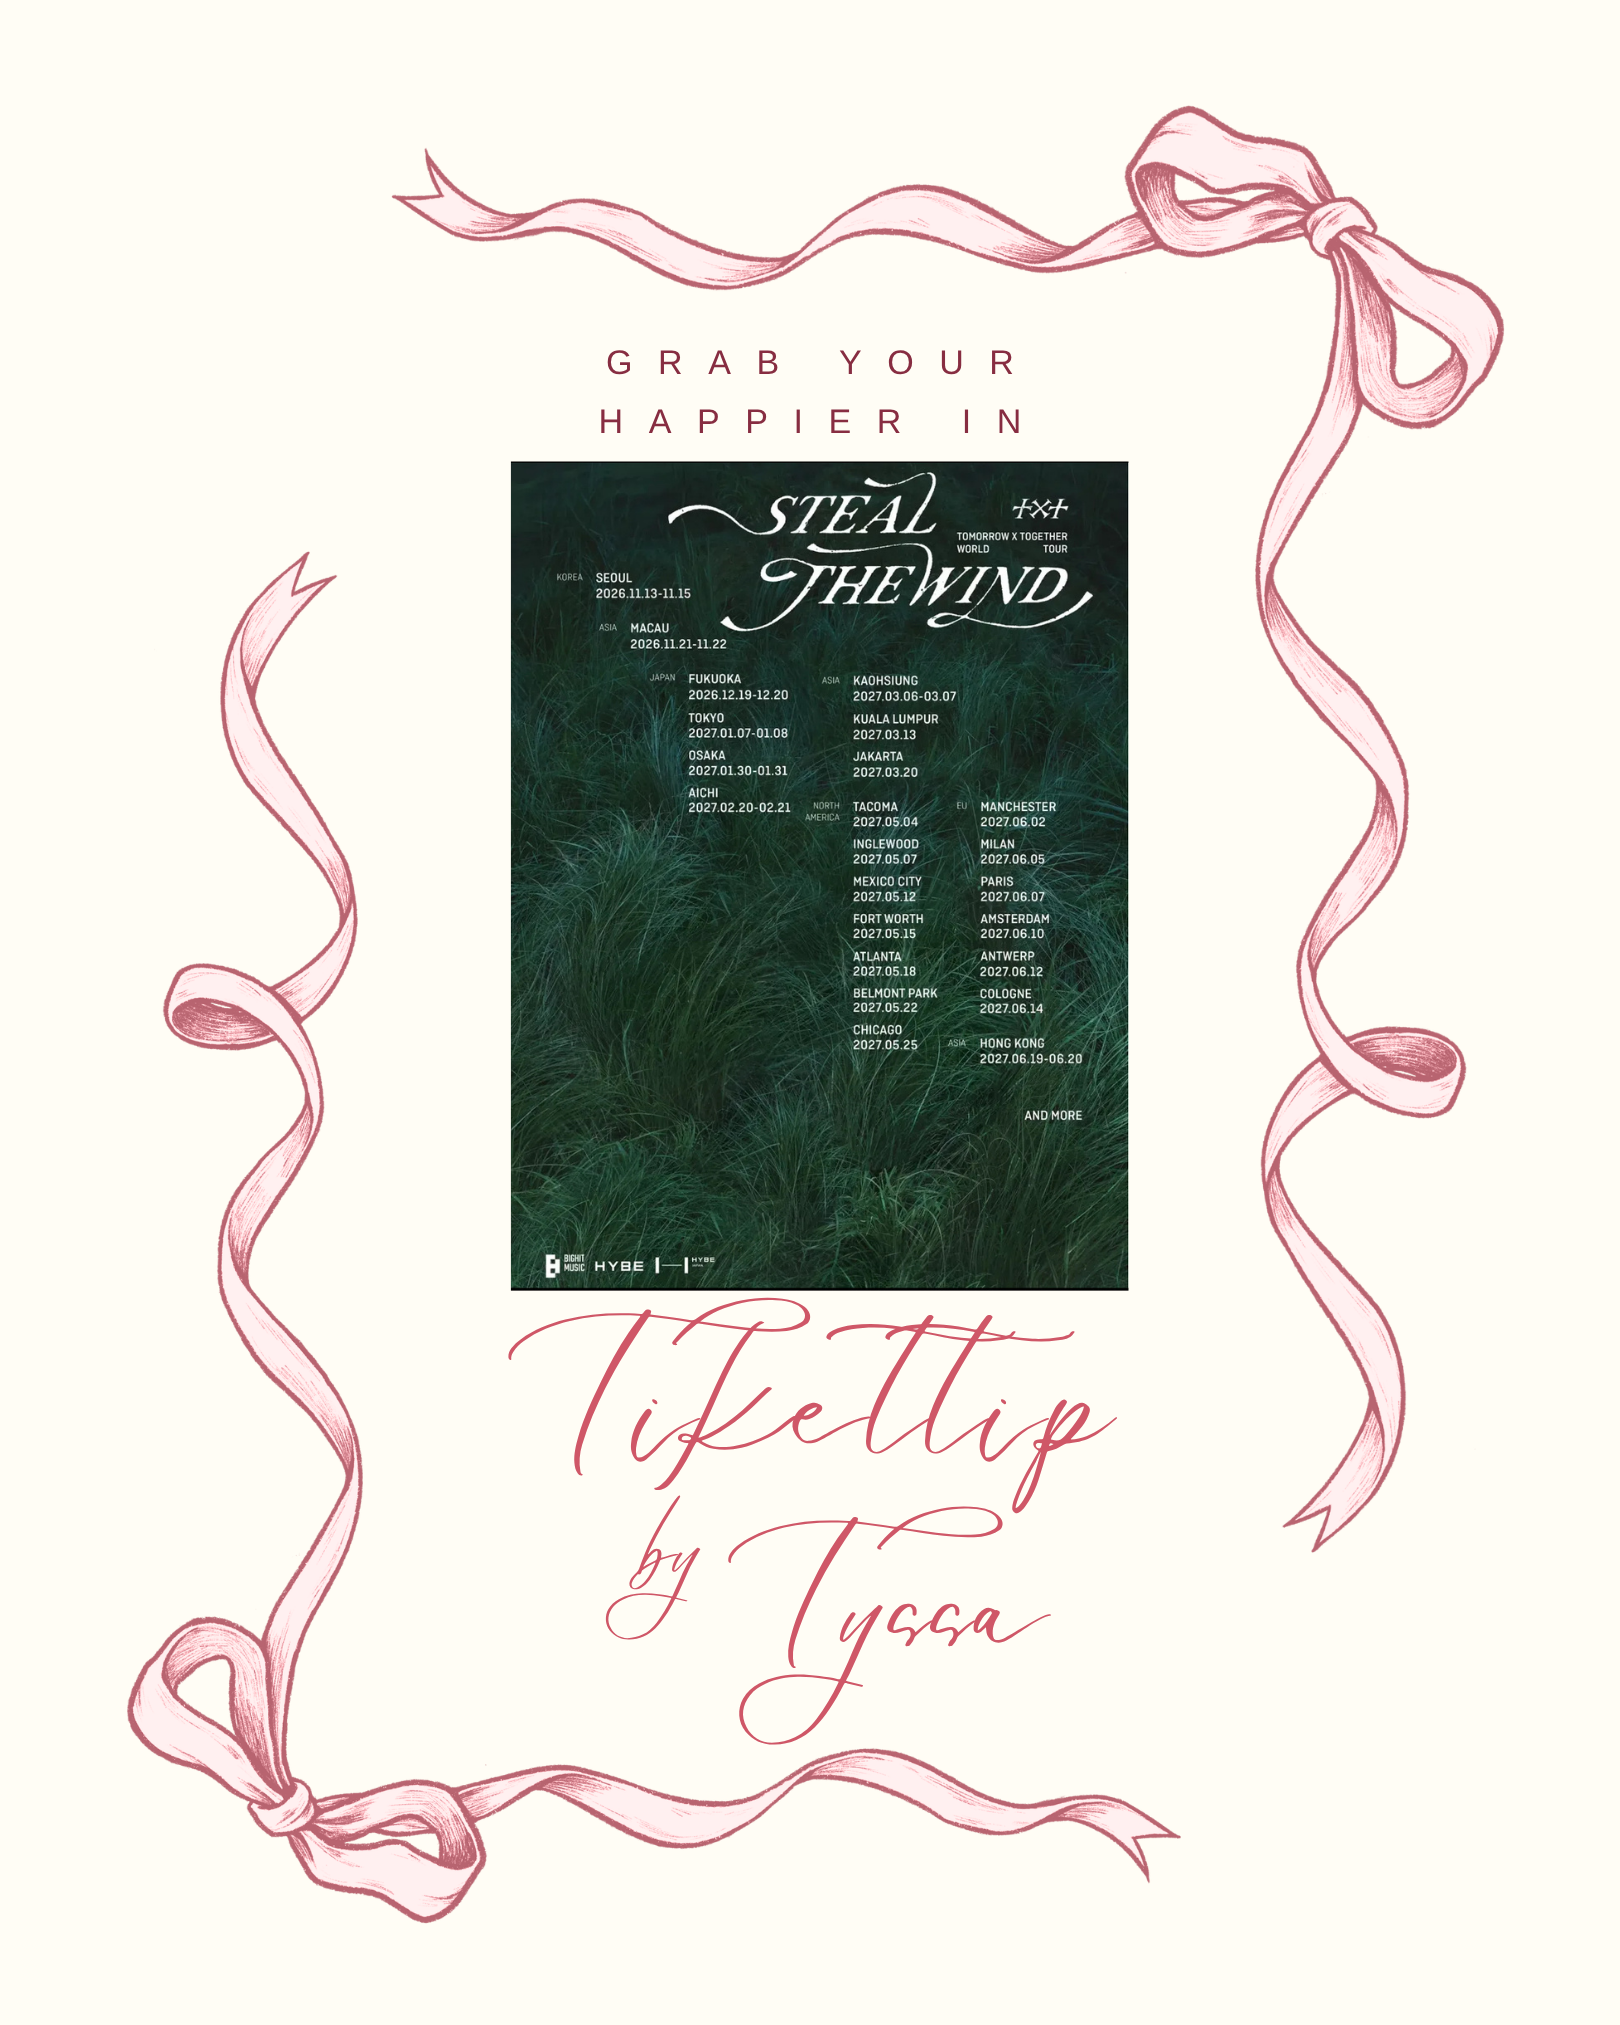 GRAB YOUR
HAPPIER IN
STEAL
THE WIND
TXT
TOMORROW X TOGETHER
WORLD TOUR
KOREA SEOUL
2026.11.13-11.15
ASIA MACAU
2026.11.21-11.22
JAPAN FUKUOKA
2026.12.19-12.20
TOKYO
2027.01.07-01.08
OSAKA
2027.01.30-01.31
AICHI
2027.02.20-02.21
ASIA KAOHSIUNG
2027.03.06-03.07
KUALA LUMPUR
2027.03.13
JAKARTA
2027.03.20
NORTH
AMERICA
TACOMA
2027.05.04
INGLEWOOD
2027.05.07
MEXICO CITY
2027.05.12
FORT WORTH
2027.05.15
ATLANTA
2027.05.18
BELMONT PARK
2027.05.22
CHICAGO
2027.05.25
EU MANCHESTER
2027.06.02
MILAN
2027.06.05
PARIS
2027.06.07
AMSTERDAM
2027.06.10
ANTWERP
2027.06.12
COLOGNE
2027.06.14
ASIA HONG KONG
2027.06.19-06.20
AND MORE
BIGHIT
MUSIC
HYBE
HYBE
Tikettip
by Tyssa